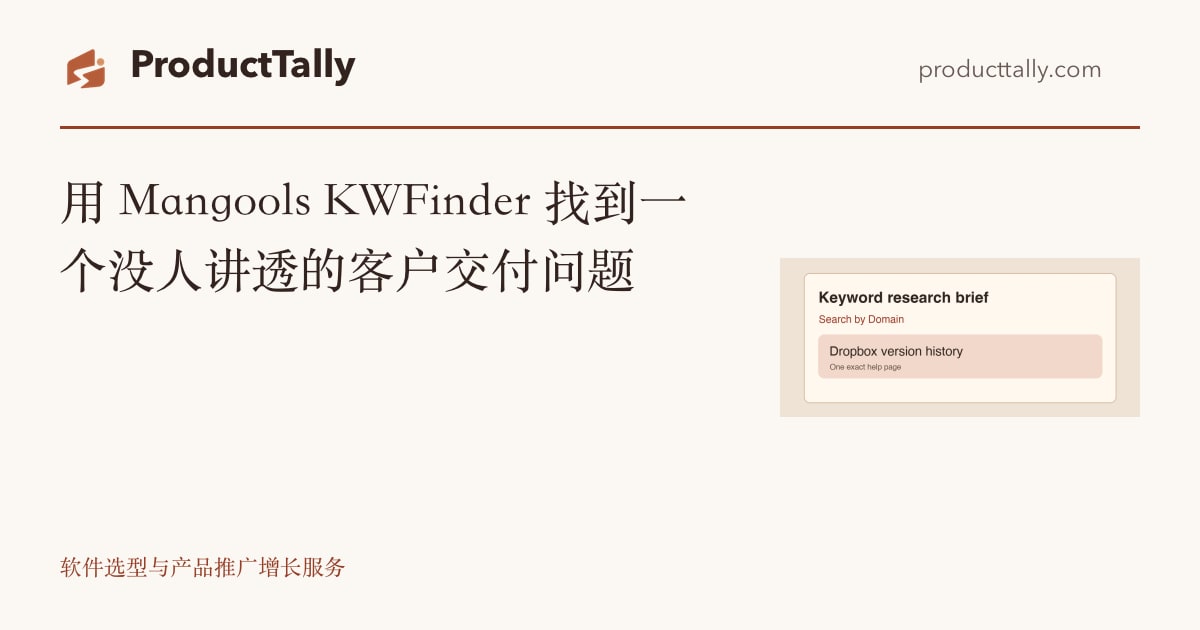 ProductTally
producttally.com
用 Mangools KWFinder 找到一
个没人讲透的客户交付问题
Keyword research brief
Search by Domain
Dropbox version history
One exact help page
软件选型与产品推广增长服务